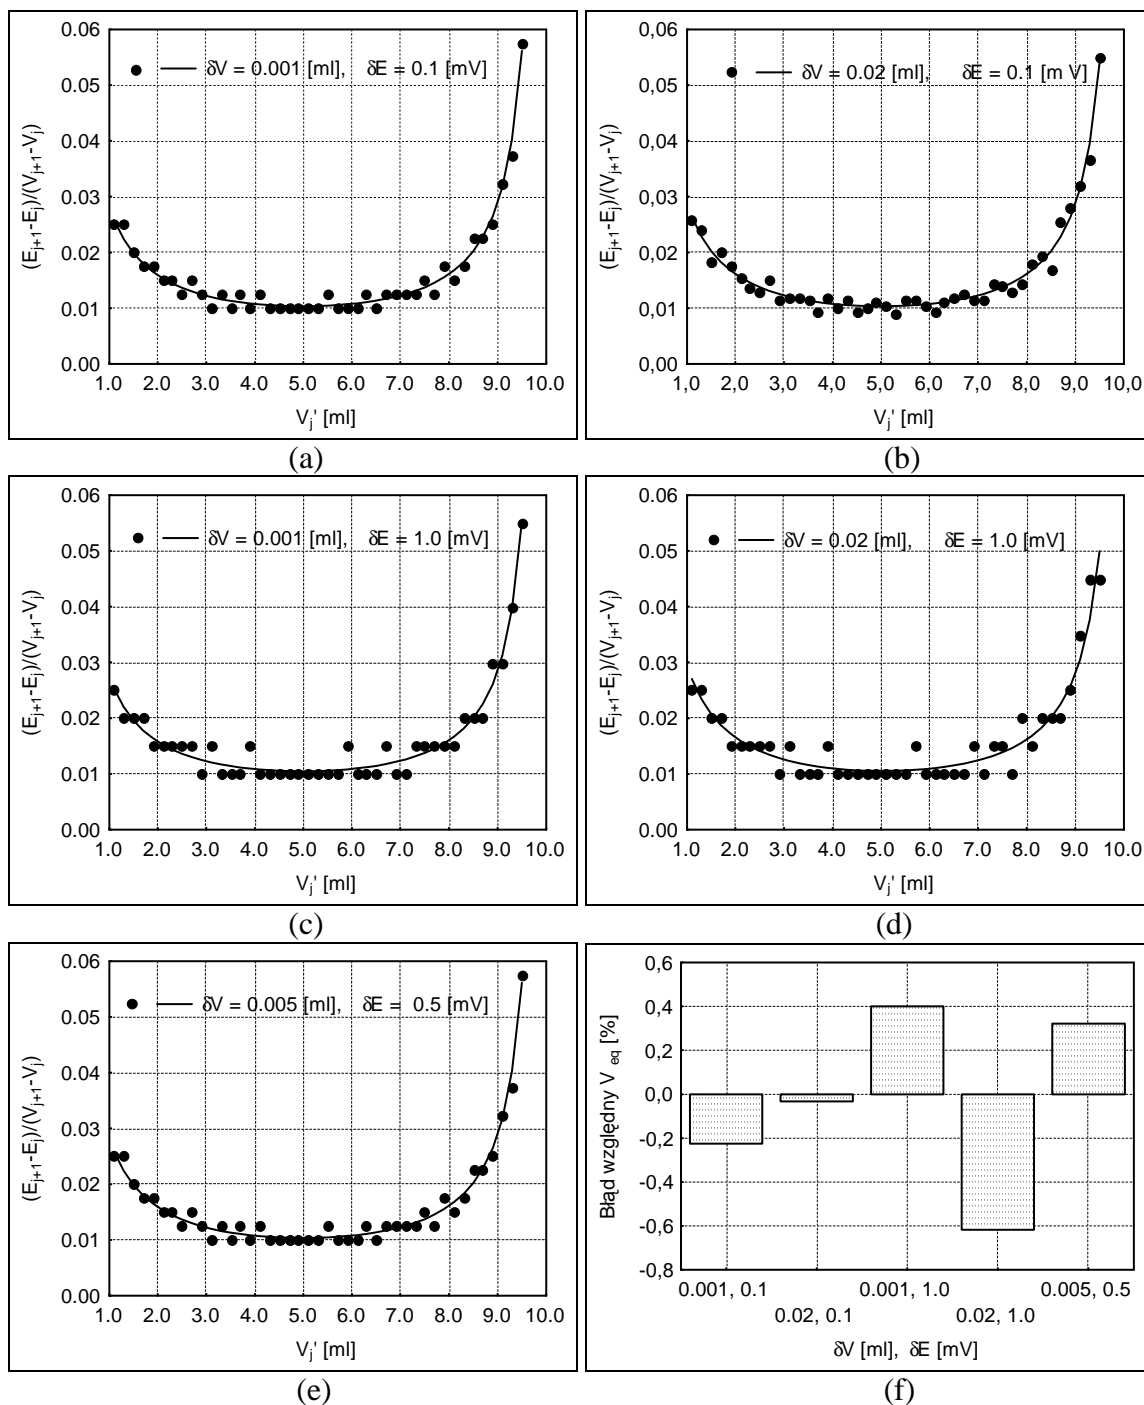 0.06
0.05
0.04
0.03
0.02
0.01
0.00
(E_{j+1}-E_j)/(V_{j+1}-V_j)
δV = 0.001 [ml], δE = 0.1 [mV]
1.0 2.0 3.0 4.0 5.0 6.0 7.0 8.0 9.0 10.0
V_j' [ml]
(a)
0.06
0.05
0,04
0.03
0.02
0.01
0.00
(E_{j+1}-E_j)/(V_{j+1}-V_j)
δV = 0.02 [ml], δE = 0.1 [m V]
1,0 2,0 3,0 4,0 5,0 6,0 7,0 8,0 9,0 10,0
V_j' [ml]
(b)
0.06
0.05
0.04
0.03
0.02
0.01
0.00
(E_{j+1}-E_j)/(V_{j+1}-V_j)
δV = 0.001 [ml], δE = 1.0 [mV]
1.0 2.0 3.0 4.0 5.0 6.0 7.0 8.0 9.0 10.0
V_j' [ml]
(c)
0.06
0.05
0.04
0.03
0.02
0.01
0.00
(E_{j+1}-E_j)/(V_{j+1}-V_j)
δV = 0.02 [ml], δE = 1.0 [mV]
1.0 2.0 3.0 4.0 5.0 6.0 7.0 8.0 9.0 10.0
V_j' [ml]
(d)
0.06
0.05
0.04
0.03
0.02
0.01
0.00
(E_{j+1}-E_j)/(V_{j+1}-V_j)
δV = 0.005 [ml], δE = 0.5 [mV]
1.0 2.0 3.0 4.0 5.0 6.0 7.0 8.0 9.0 10.0
V_j' [ml]
(e)
0,6
0,4
0,2
0,0
-0,2
-0,4
-0,6
-0,8
Błąd względny V_{eq} [%]
0.001, 0.1 0.001, 1.0 0.005, 0.5
0.02, 0.1 0.02, 1.0
δV [ml], δE [mV]
(f)